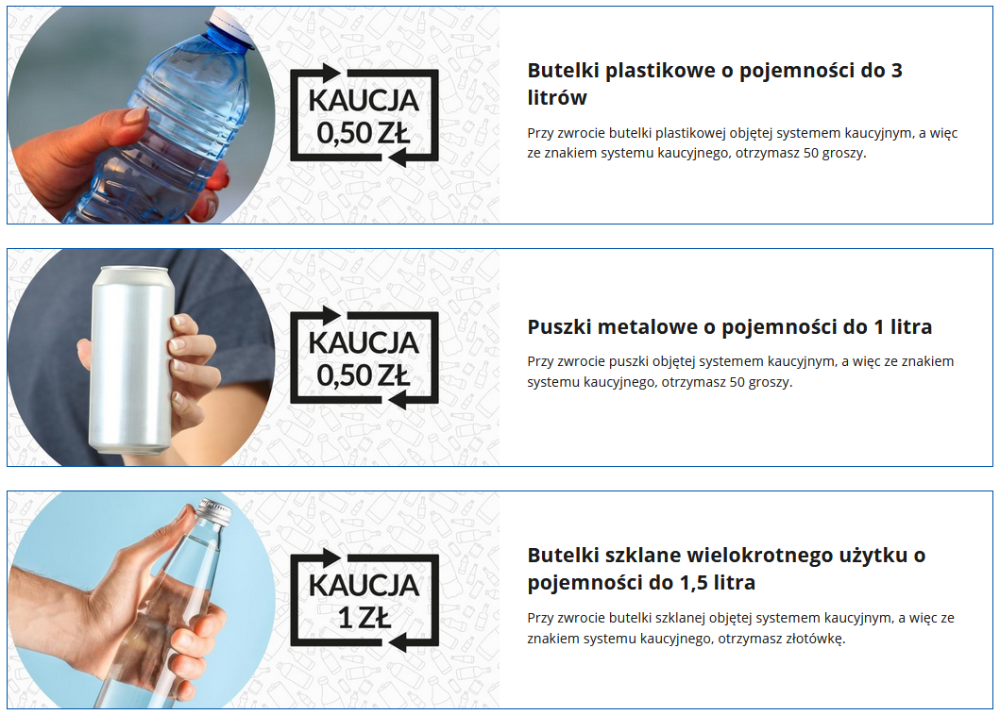 KAUCJA
0,50 ZŁ
Butelki plastikowe o pojemności do 3
litrów
Przy zwrocie butelki plastikowej objętej systemem kaucyjnym, a więc
ze znakiem systemu kaucyjnego, otrzymasz 50 groszy.
KAUCJA
0,50 ZŁ
Puszki metalowe o pojemności do 1 litra
Przy zwrocie puszki objętej systemem kaucyjnym, a więc ze znakiem
systemu kaucyjnego, otrzymasz 50 groszy.
KAUCJA
1 ZŁ
Butelki szklane wielokrotnego użytku o
pojemności do 1,5 litra
Przy zwrocie butelki szklanej objętej systemem kaucyjnym, a więc ze
znakiem systemu kaucyjnego, otrzymasz złotówkę.